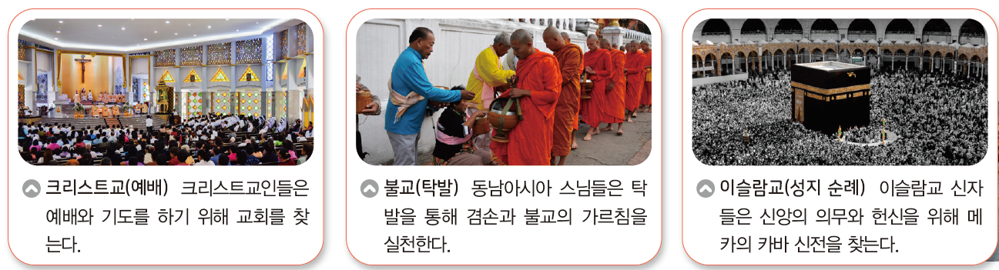 크리스트교(예배) 크리스트교인들은
예배와 기도를 하기 위해 교회를 찾
는다.
불교(탁발) 동남아시아 스님들은 탁
발을 통해 겸손과 불교의 가르침을
실천한다.
이슬람교(성지 순례) 이슬람교 신자
들은 신앙의 의무와 헌신을 위해 메
카의 카바 신전을 찾는다.